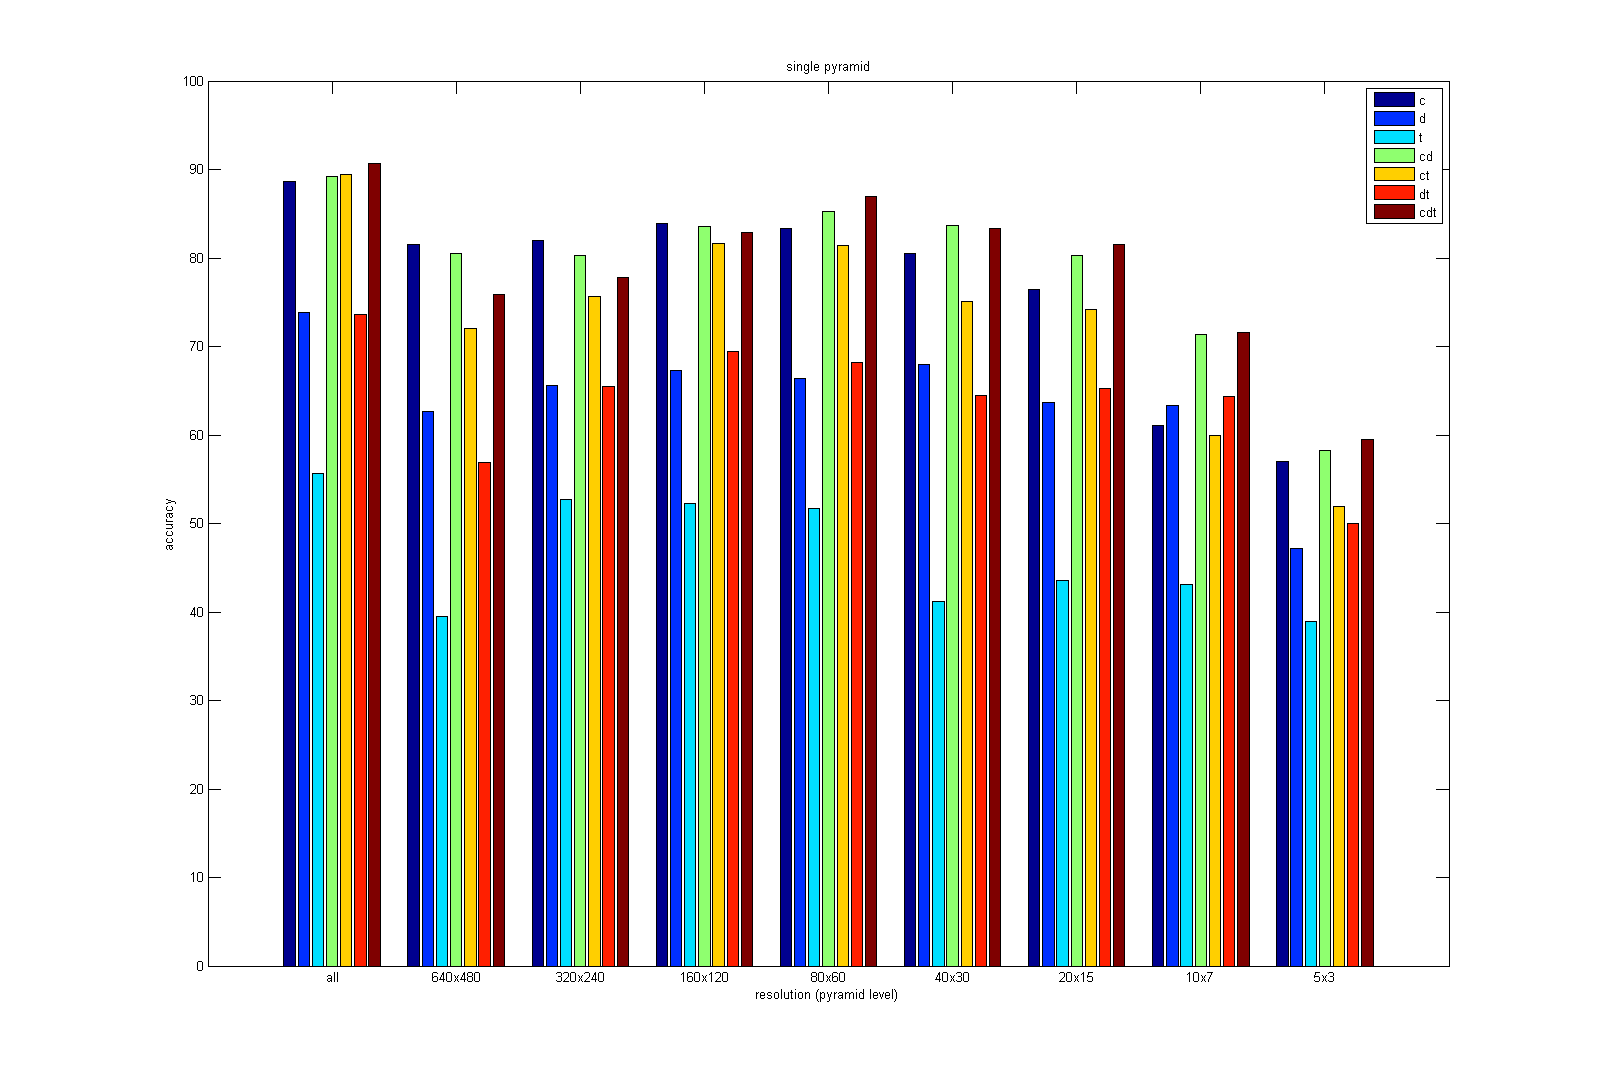 single pyramid
100
90
80
70
60
50
40
30
20
10
0
accuracy
c
d
t
cd
ct
dt
cdt
all 640x480 320x240 160x120 80x60 40x30 20x15 10x7 5x3
resolution (pyramid level)